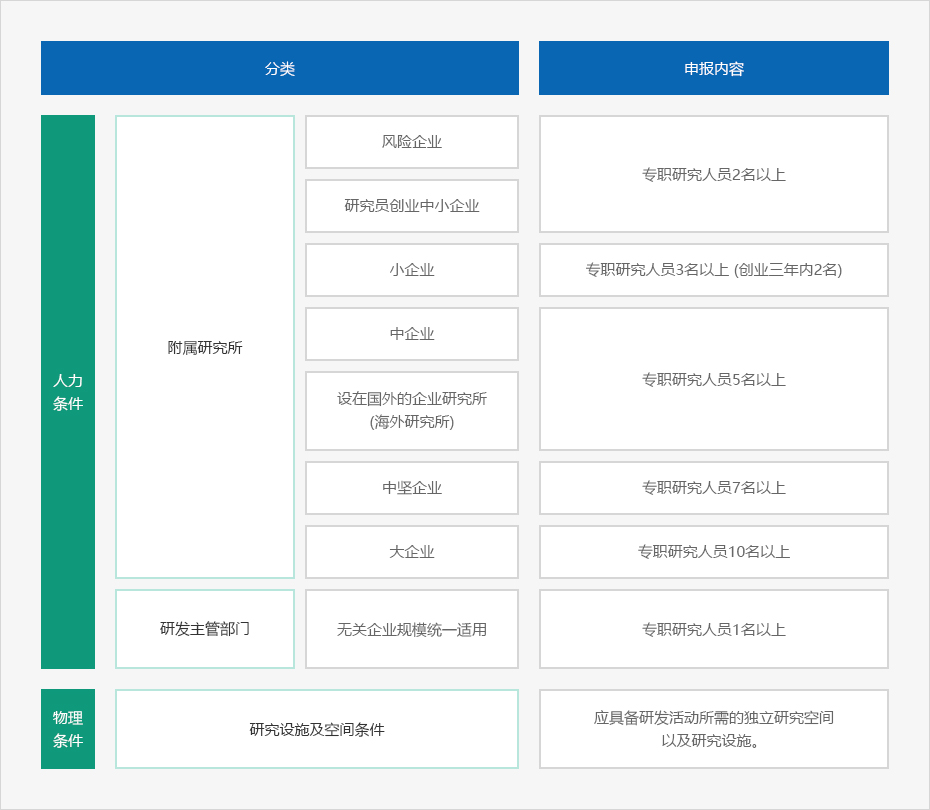 分类
申报内容
人力
条件
附属研究所
风险企业
研究员创业中小企业
专职研究人员2名以上
小企业
专职研究人员3名以上 (创业三年内2名)
中企业
设在国外的企业研究所
(海外研究所)
专职研究人员5名以上
中坚企业
专职研究人员7名以上
大企业
专职研究人员10名以上
研发主管部门
无关企业规模统一适用
专职研究人员1名以上
物理
条件
研究设施及空间条件
应具备研发活动所需的独立研究空间
以及研究设施。